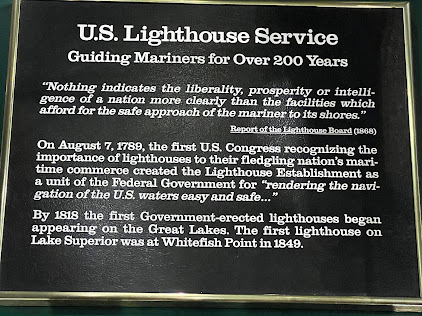 U.S. Lighthouse Service
Guiding Mariners for Over 200 Years
“Nothing indicates the liberality, prosperity or intelli-
gence of a nation more clearly than the facilities which
afford for the safe approach of the mariner to its shores.”
Report of the Lighthouse Board (1868)
On August 7, 1789, the first U.S. Congress recognizing the
importance of lighthouses to their fledgling nation's mari-
time commerce created the Lighthouse Establishment as
a unit of the Federal Government for “rendering the navi-
gation of the U.S. waters easy and safe...”
By 1818 the first Government-erected lighthouses began
appearing on the Great Lakes. The first lighthouse on
Lake Superior was at Whitefish Point in 1849.